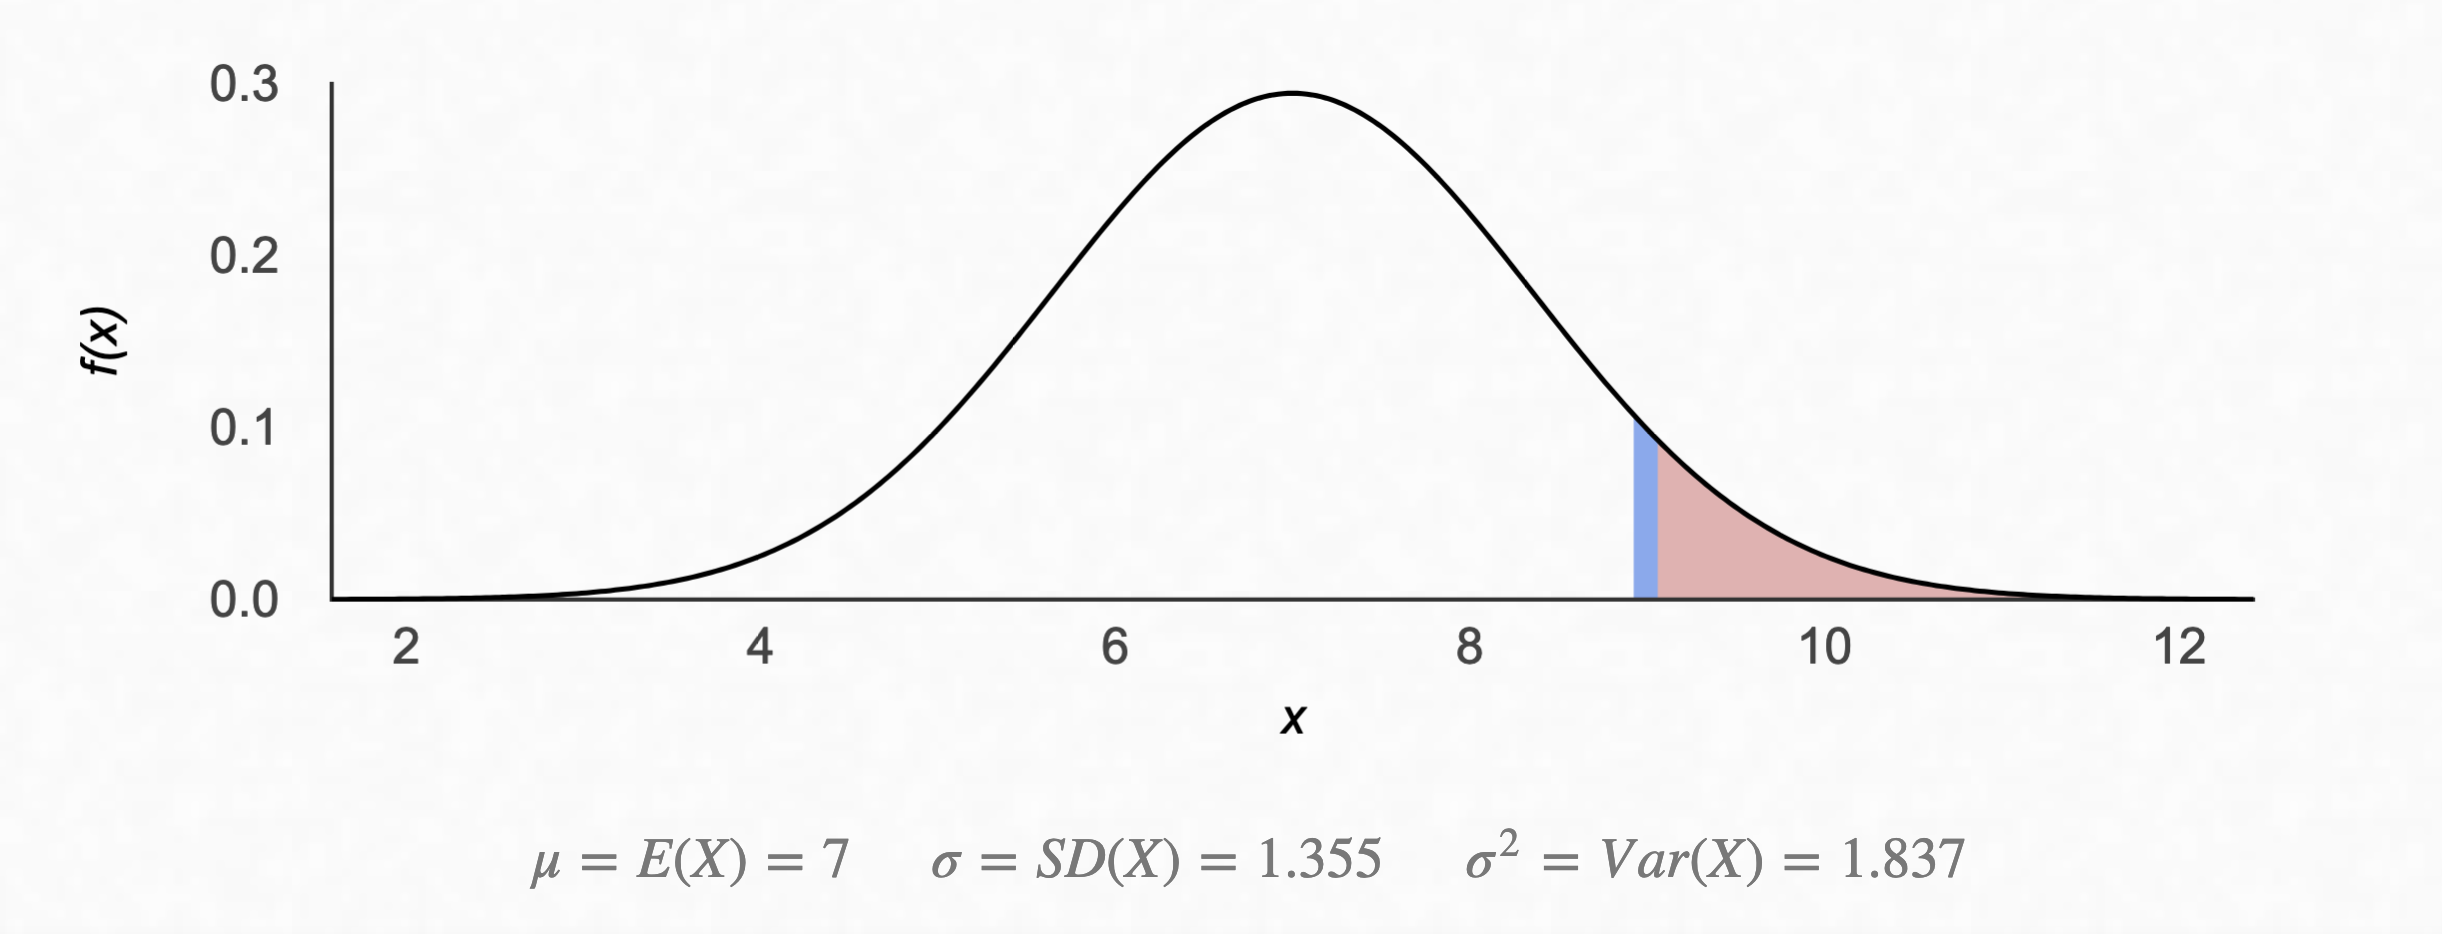 0.3
0.2
0.1
0.0
f(x)
2 4 6 8 10 12
x
μ = E(X) = 7 σ = SD(X) = 1.355 σ² = Var(X) = 1.837